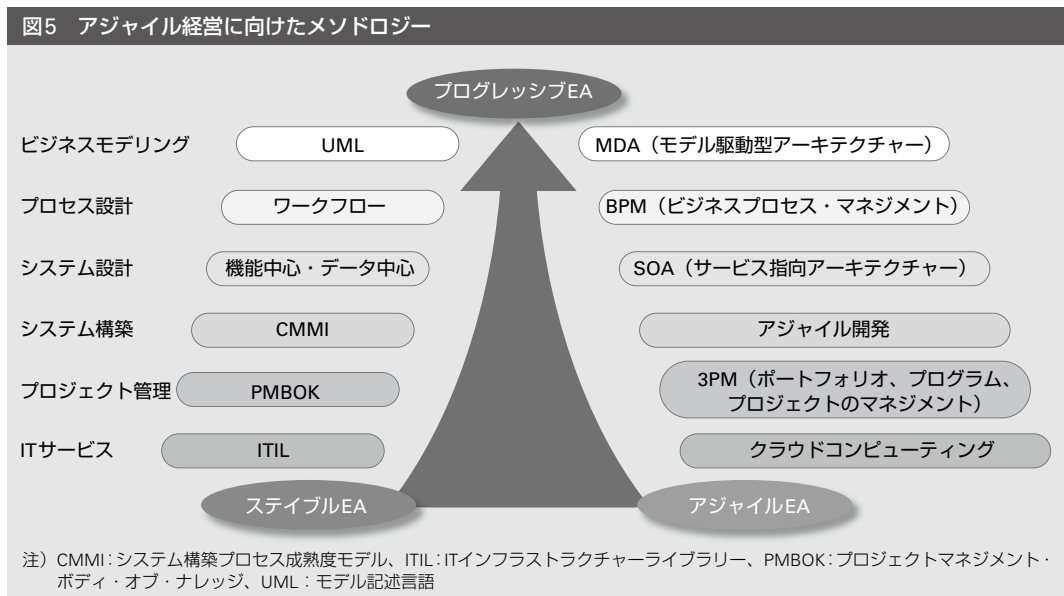 図5 アジャイル経営に向けたメソドロジー
プログレッシブEA
ビジネスモデリング UML MDA（モデル駆動型アーキテクチャー）
プロセス設計 ワークフロー BPM（ビジネスプロセス・マネジメント）
システム設計 機能中心・データ中心 SOA（サービス指向アーキテクチャー）
システム構築 CMMI アジャイル開発
プロジェクト管理 PMBOK 3PM（ポートフォリオ、プログラム、
プロジェクトのマネジメント）
ITサービス ITIL クラウドコンピューティング
ステイブルEA アジャイルEA
注）CMMI：システム構築プロセス成熟度モデル、ITIL：ITインフラストラクチャーライブラリー、PMBOK：プロジェクトマネジメント・
ボディ・オブ・ナレッジ、UML：モデル記述言語